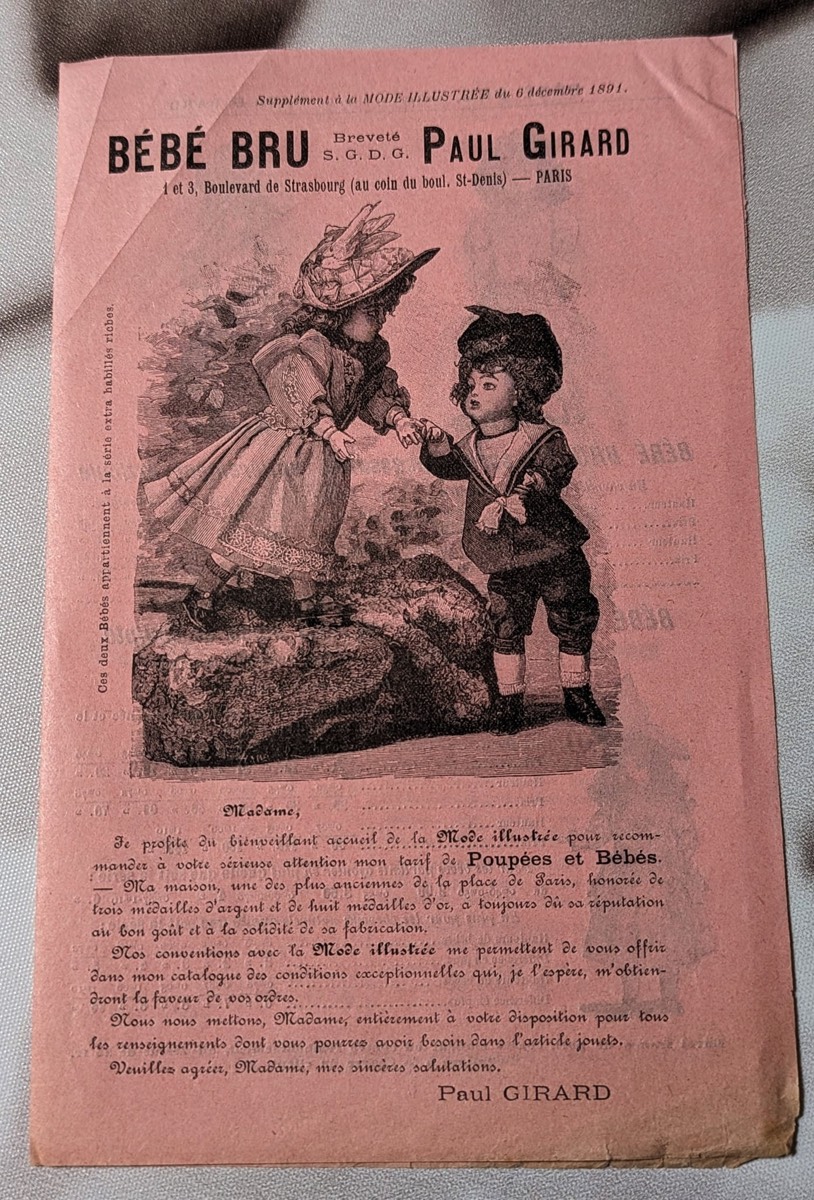 Supplément à la MODE ILLUSTRÉE du 6 décembre 1891.
BÉBÉ BRU Breveté S. G. D. G. PAUL GIRARD
1 et 3, Boulevard de Strasbourg (au coin du boul. St-Denis) — PARIS
Ces deux Bébés appartiennent à la série extra habillés riches.
Madame,
Je profite du bienveillant accueil de la Mode illustrée pour recom-
mander à votre sérieuse attention mon tarif de Poupées et Bébés.
— Ma maison, une des plus anciennes de la place de Paris, honorée de
trois médailles d'argent et de huit médailles d'or, a toujours dû sa réputation
au bon goût et à la solidité de sa fabrication.
Nos conventions avec la Mode illustrée me permettent de vous offrir
dans mon catalogue des conditions exceptionnelles qui, je l'espère, m'obtien-
dront la faveur de vos ordres.
Nous nous mettons, Madame, entièrement à votre disposition pour tous
les renseignements dont vous pourrez avoir besoin dans l'article jouets.
Veuillez agréer, Madame, mes sincères salutations.
Paul GIRARD